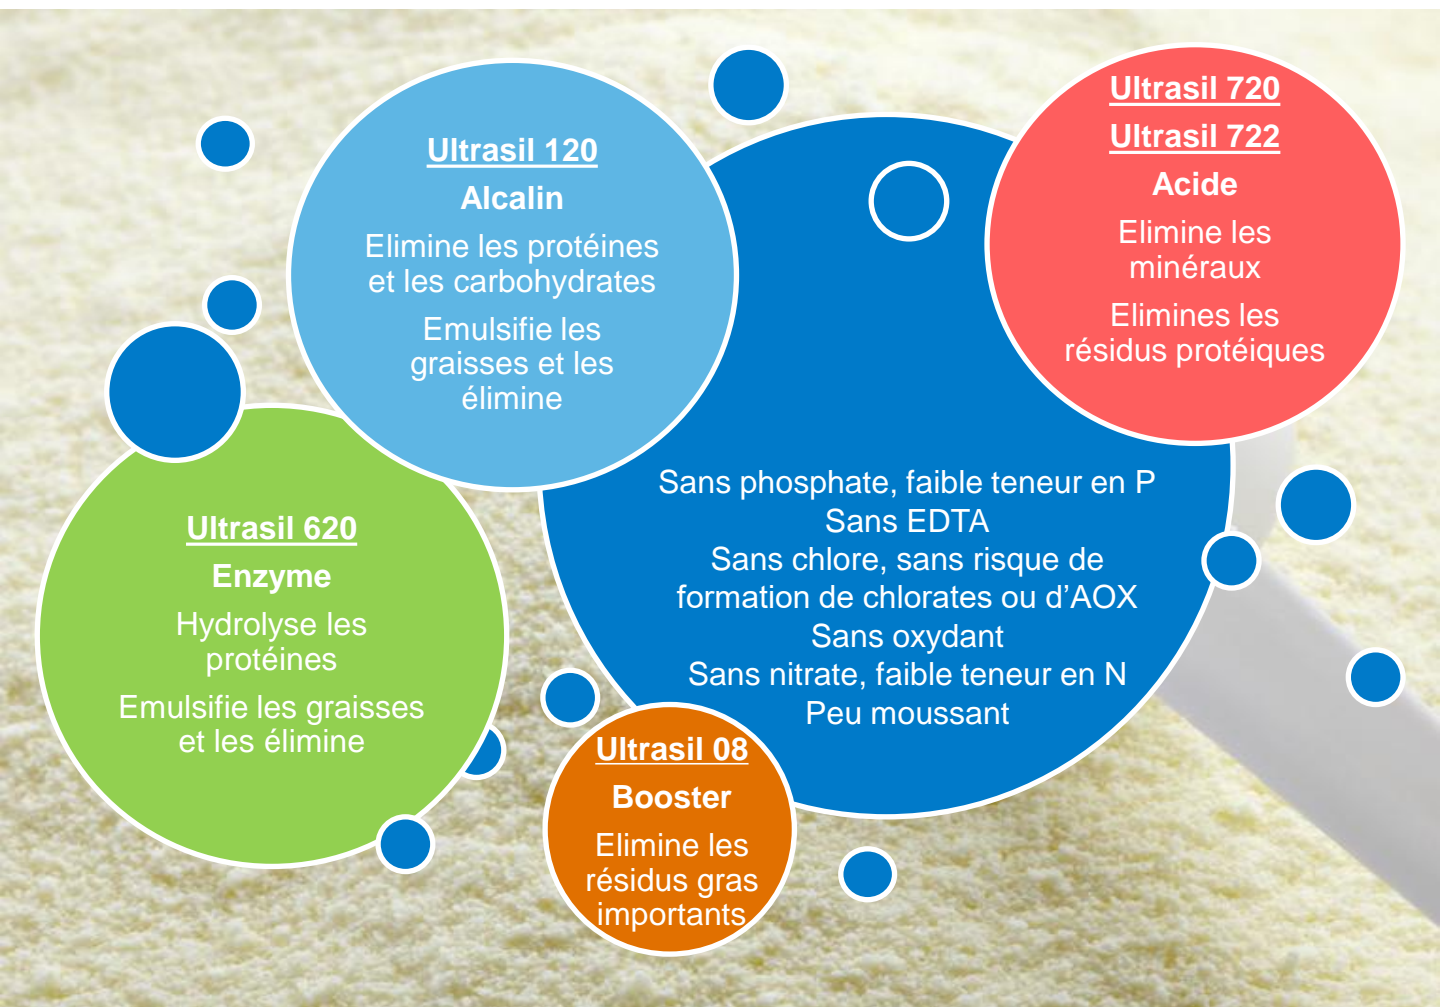 Ultrasil 120
Alcalin
Elimine les protéines
et les carbohydrates
Emulsifie les
graisses et les
élimine
Ultrasil 720
Ultrasil 722
Acide
Elimine les
minéraux
Elimines les
résidus protéiques
Ultrasil 620
Enzyme
Hydrolyse les
protéines
Emulsifie les graisses
et les élimine
Sans phosphate, faible teneur en P
Sans EDTA
Sans chlore, sans risque de
formation de chlorates ou d’AOX
Sans oxydant
Sans nitrate, faible teneur en N
Peu moussant
Ultrasil 08
Booster
Elimine les
résidus gras
importants